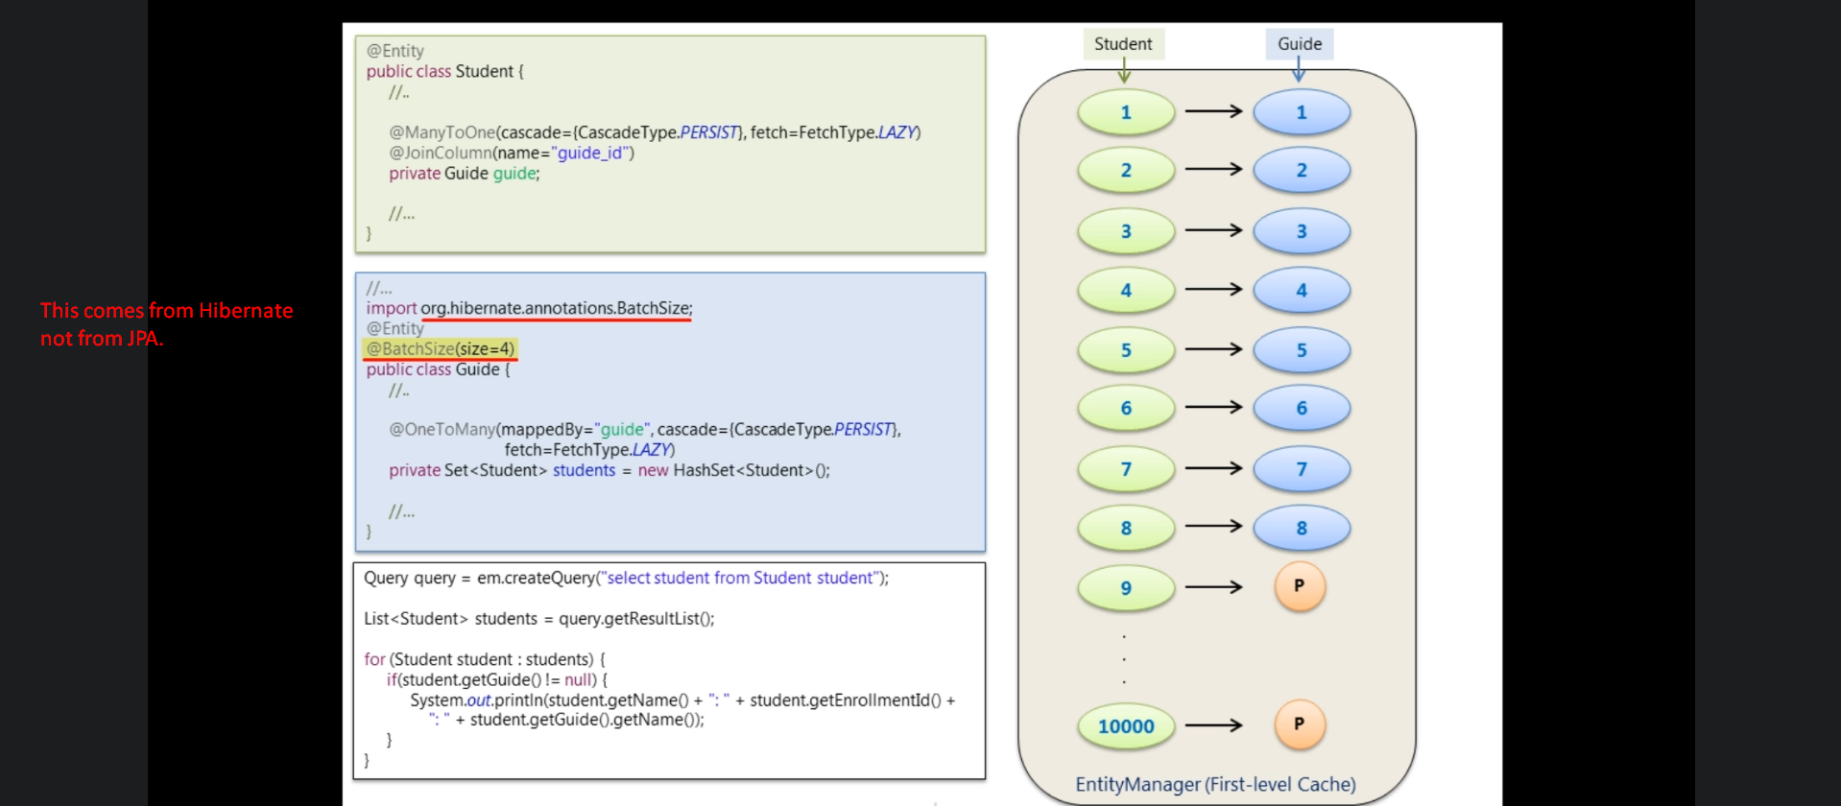 This comes from Hibernate
not from JPA.
@Entity
public class Student {
//..
@ManyToOne(cascade={CascadeType.PERSIST}, fetch=FetchType.LAZY)
@JoinColumn(name="guide_id")
private Guide guide;
//...
}
//...
import org.hibernate.annotations.BatchSize;
@Entity
@BatchSize(size=4)
public class Guide {
//..
@OneToMany(mappedBy="guide", cascade={CascadeType.PERSIST},
fetch=FetchType.LAZY)
private Set<Student> students = new HashSet<Student>();
//...
}
Query query = em.createQuery("select student from Student student");
List<Student> students = query.getResultList();
for (Student student : students) {
if(student.getGuide() != null) {
System.out.println(student.getName() + ": " + student.getEnrollmentId() +
": " + student.getGuide().getName());
}
}
Student Guide
1 1
2 2
3 3
4 4
5 5
6 6
7 7
8 8
9 P
.
.
.
10000 P
EntityManager (First-level Cache)